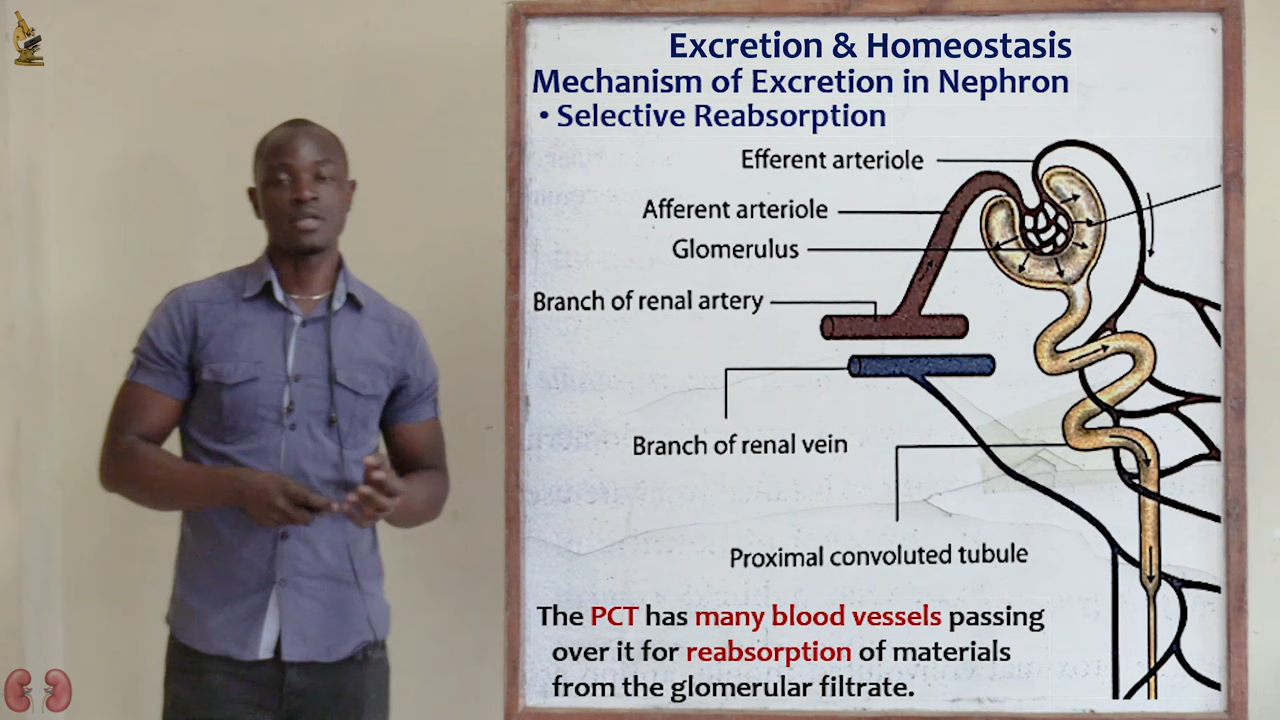 Excretion & Homeostasis
Mechanism of Excretion in Nephron
• Selective Reabsorption
Efferent arteriole
Afferent arteriole
Glomerulus
Branch of renal artery
Branch of renal vein
Proximal convoluted tubule
The PCT has many blood vessels passing
over it for reabsorption of materials
from the glomerular filtrate.